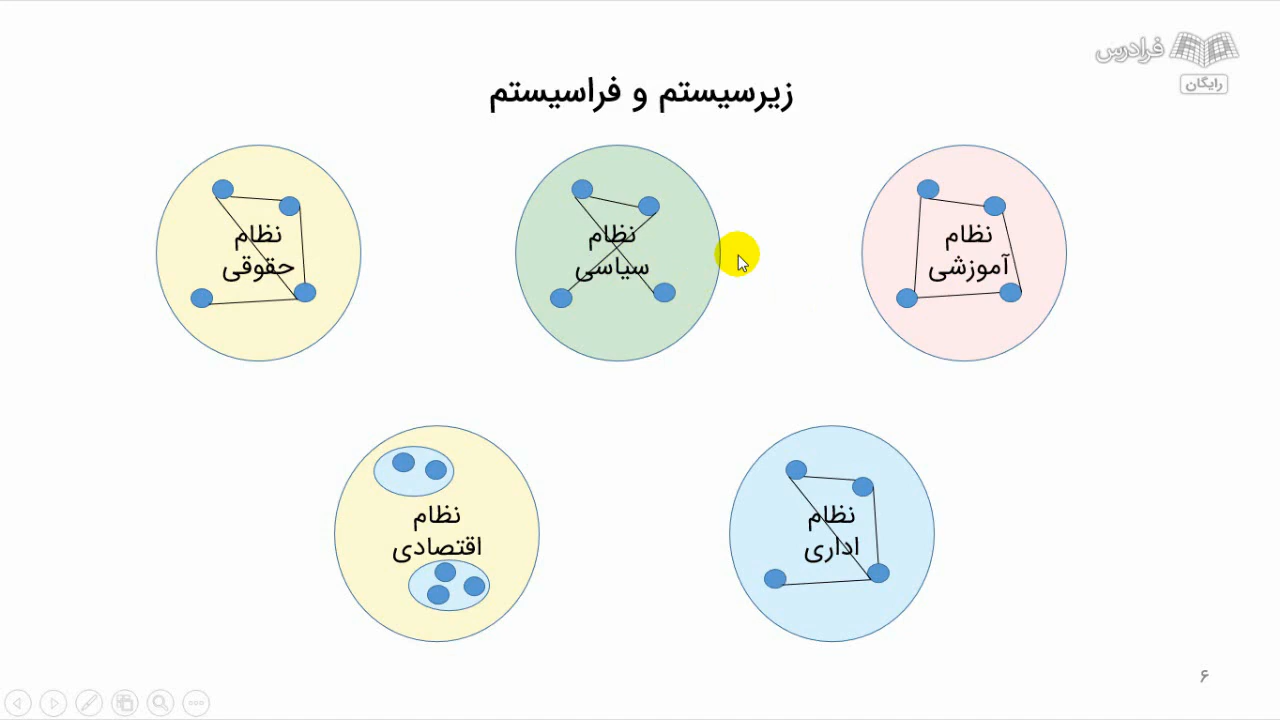 فرادرس
رایگان
زیرسیستم و فراسیستم
نظام
آموزشی
نظام
سیاسی
نظام
حقوقی
نظام
اداری
نظام
اقتصادی
۶